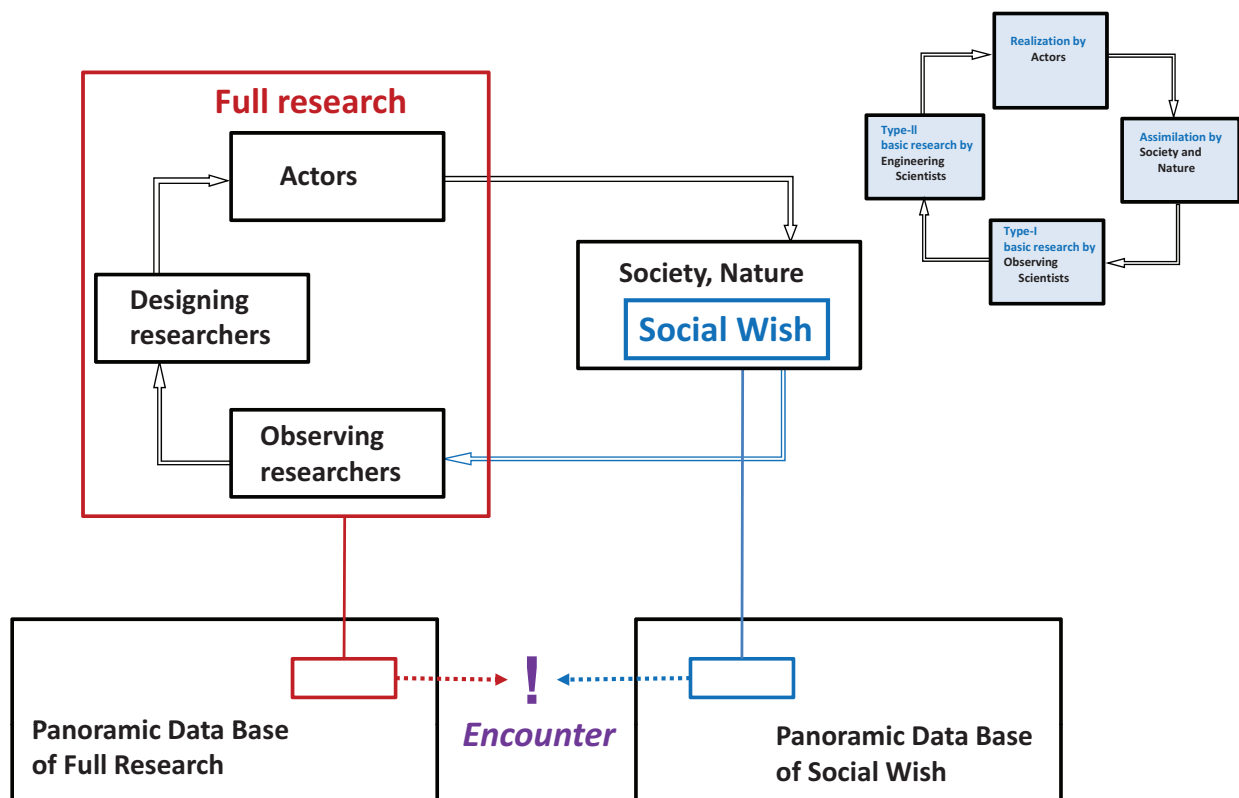 Full research
Actors
Designing
researchers
Observing
researchers
Society, Nature
Social Wish
Realization by
Actors
Type-II
basic research by
Engineering
Scientists
Assimilation by
Society and
Nature
Type-I
basic research by
Observing
Scientists
!
Encounter
Panoramic Data Base
of Full Research
Panoramic Data Base
of Social Wish